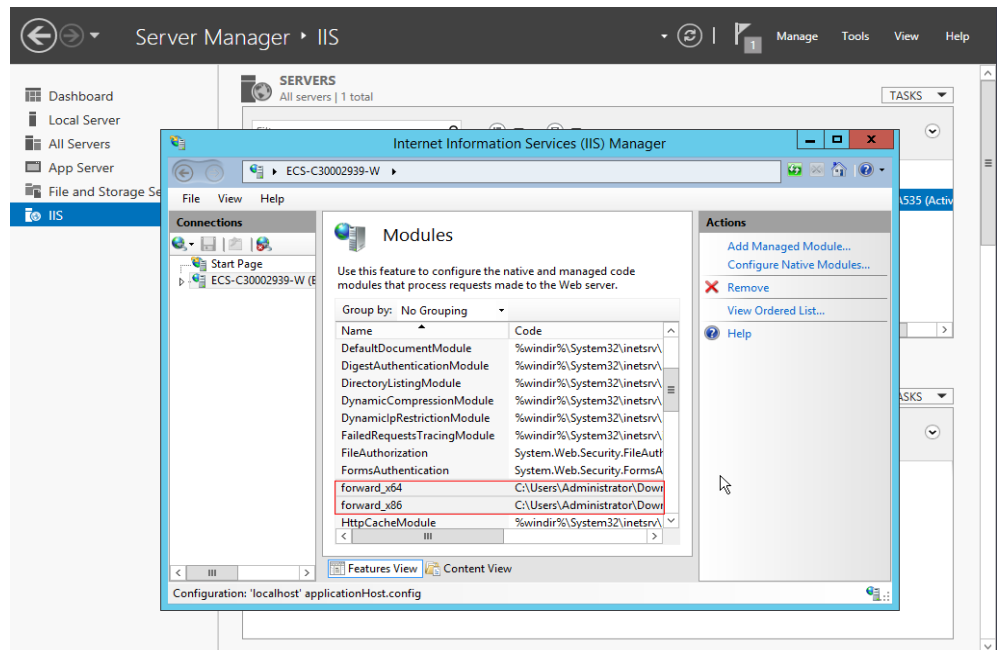 Server Manager ‣ IIS
1
Manage Tools View Help
Dashboard
Local Server
All Servers
App Server
File and Storage Se
IIS
SERVERS
All servers | 1 total
TASKS
\535 (Activ
ASKS
Internet Information Services (IIS) Manager
ECS-C30002939-W
File View Help
Connections
Start Page
ECS-C30002939-W (E
Modules
Use this feature to configure the native and managed code
modules that process requests made to the Web server.
Group by: No Grouping
Name Code
DefaultDocumentModule %windir%\System32\inetsrv\
DigestAuthenticationModule %windir%\System32\inetsrv\
DirectoryListingModule %windir%\System32\inetsrv\
DynamicCompressionModule %windir%\System32\inetsrv\
DynamicIpRestrictionModule %windir%\System32\inetsrv\
FailedRequestsTracingModule %windir%\System32\inetsrv\
FileAuthorization System.Web.Security.FileAuth
FormsAuthentication System.Web.Security.FormsA
forward_x64 C:\Users\Administrator\Down
forward_x86 C:\Users\Administrator\Down
HttpCacheModule %windir%\System32\inetsrv\
Features View Content View
Actions
Add Managed Module...
Configure Native Modules...
Remove
View Ordered List...
Help
Configuration: 'localhost' applicationHost.config